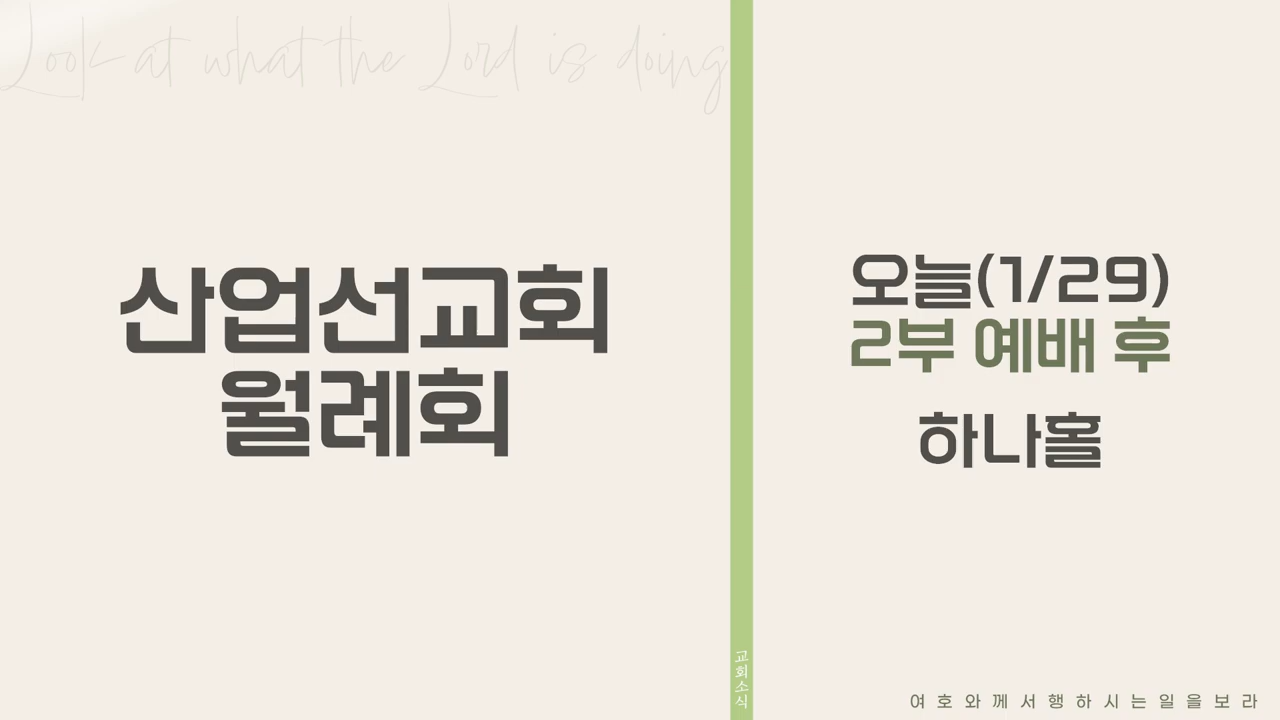 Look at what the Lord is doing
산업선교회
월례회
오늘(1/29)
2부 예배 후
하나홀
교회소식
여호와께서행하시는일을보라